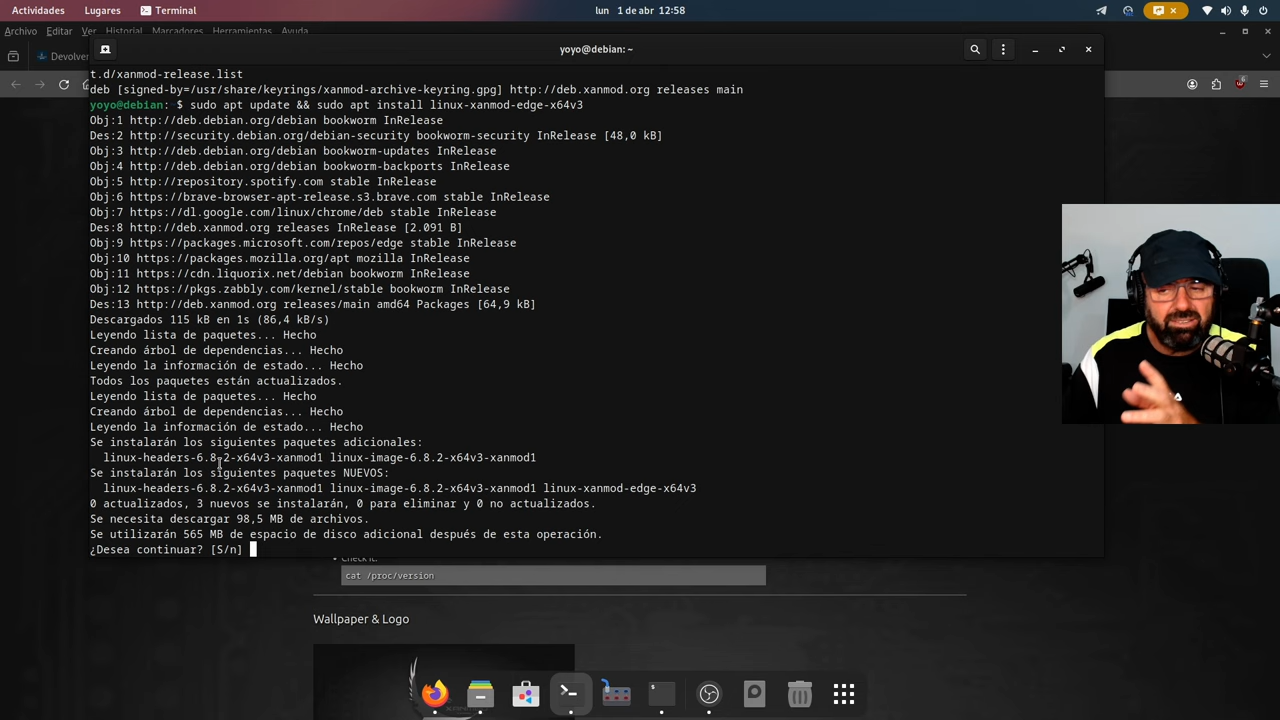 Actividades Lugares Terminal lun 1 de abr 12:58
Archivo Editar Ver Historial Marcadores Herramientas Ayuda
Devolver
yoyo@debian: ~
t.d/xanmod-release.list
deb [signed-by=/usr/share/keyrings/xanmod-archive-keyring.gpg] http://deb.xanmod.org releases main
yoyo@debian:~$ sudo apt update && sudo apt install linux-xanmod-edge-x64v3
Obj:1 http://deb.debian.org/debian bookworm InRelease
Des:2 http://security.debian.org/debian-security bookworm-security InRelease [48,0 kB]
Obj:3 http://deb.debian.org/debian bookworm-updates InRelease
Obj:4 http://deb.debian.org/debian bookworm-backports InRelease
Obj:5 http://repository.spotify.com stable InRelease
Obj:6 https://brave-browser-apt-release.s3.brave.com stable InRelease
Obj:7 https://dl.google.com/linux/chrome/deb stable InRelease
Des:8 http://deb.xanmod.org releases InRelease [2.091 B]
Obj:9 https://packages.microsoft.com/repos/edge stable InRelease
Obj:10 https://packages.mozilla.org/apt mozilla InRelease
Obj:11 https://cdn.liquorix.net/debian bookworm InRelease
Obj:12 https://pkgs.zabbly.com/kernel/stable bookworm InRelease
Des:13 http://deb.xanmod.org releases/main amd64 Packages [64,9 kB]
Descargados 115 kB en 1s (86,4 kB/s)
Leyendo lista de paquetes... Hecho
Creando árbol de dependencias... Hecho
Leyendo la información de estado... Hecho
Todos los paquetes están actualizados.
Leyendo lista de paquetes... Hecho
Creando árbol de dependencias... Hecho
Leyendo la información de estado... Hecho
Se instalarán los siguientes paquetes adicionales:
linux-headers-6.8.2-x64v3-xanmod1 linux-image-6.8.2-x64v3-xanmod1
Se instalarán los siguientes paquetes NUEVOS:
linux-headers-6.8.2-x64v3-xanmod1 linux-image-6.8.2-x64v3-xanmod1 linux-xanmod-edge-x64v3
0 actualizados, 3 nuevos se instalarán, 0 para eliminar y 0 no actualizados.
Se necesita descargar 98,5 MB de archivos.
Se utilizarán 565 MB de espacio de disco adicional después de esta operación.
¿Desea continuar? [S/n]
Check it:
cat /proc/version
Wallpaper & Logo